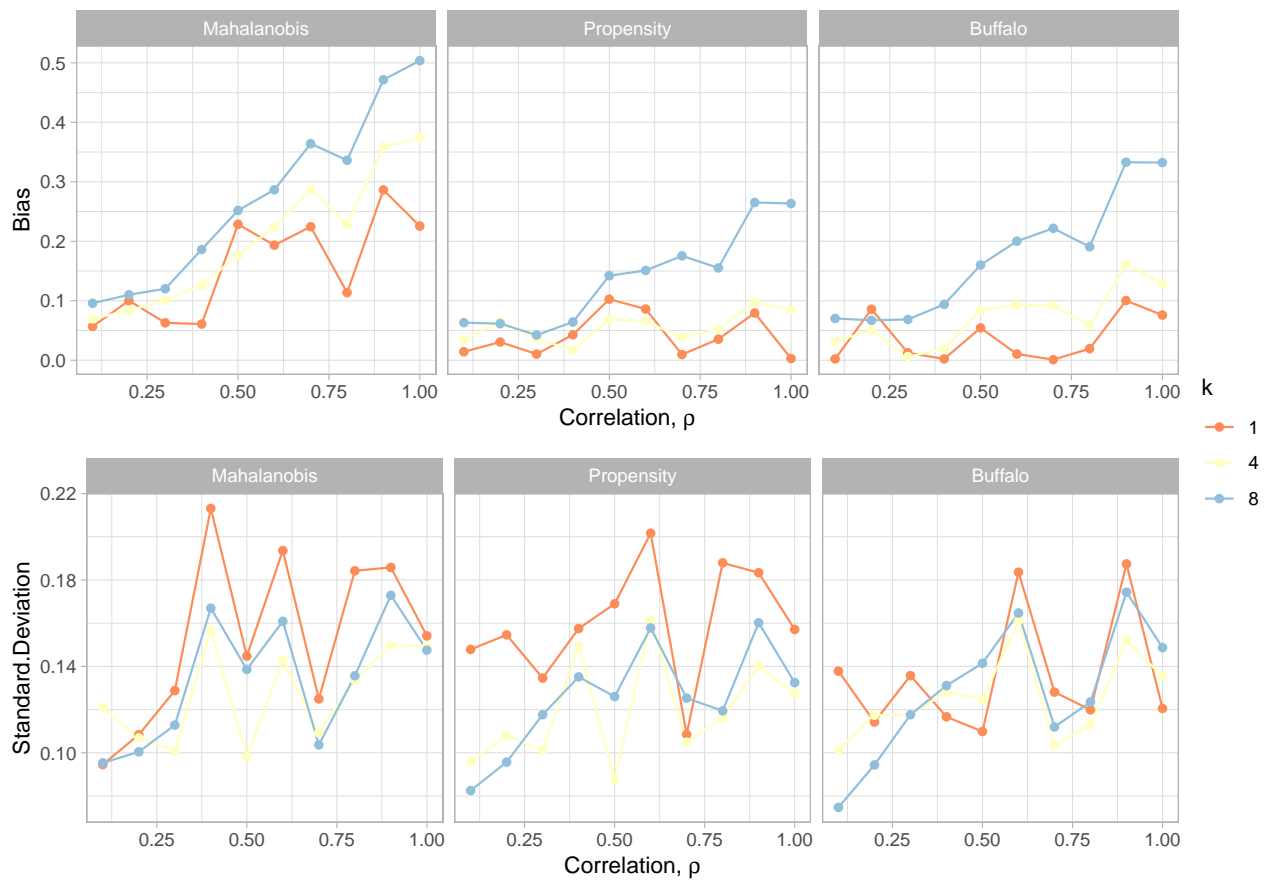 Mahalanobis Propensity Buffalo
0.5
0.4
0.3
0.2
0.1
0.0
Bias
0.25 0.50 0.75 1.00 0.25 0.50 0.75 1.00 0.25 0.50 0.75 1.00
Correlation, ρ
k
1
4
8
Mahalanobis Propensity Buffalo
0.22
0.18
0.14
0.10
Standard.Deviation
0.25 0.50 0.75 1.00 0.25 0.50 0.75 1.00 0.25 0.50 0.75 1.00
Correlation, ρ